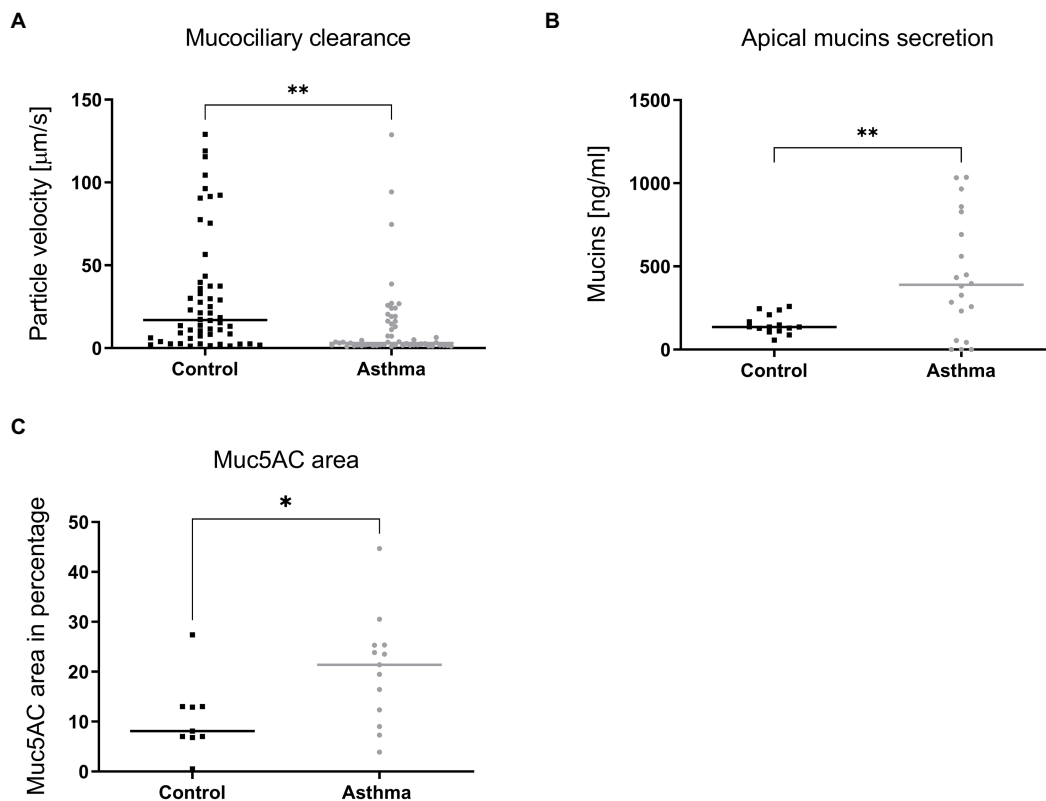 A
Mucociliary clearance
**
Particle velocity [µm/s]
150
100
50
0
Control
Asthma
B
Apical mucins secretion
**
Mucins [ng/ml]
1500
1000
500
0
Control
Asthma
C
Muc5AC area
*
Muc5AC area in percentage
50
40
30
20
10
0
Control
Asthma